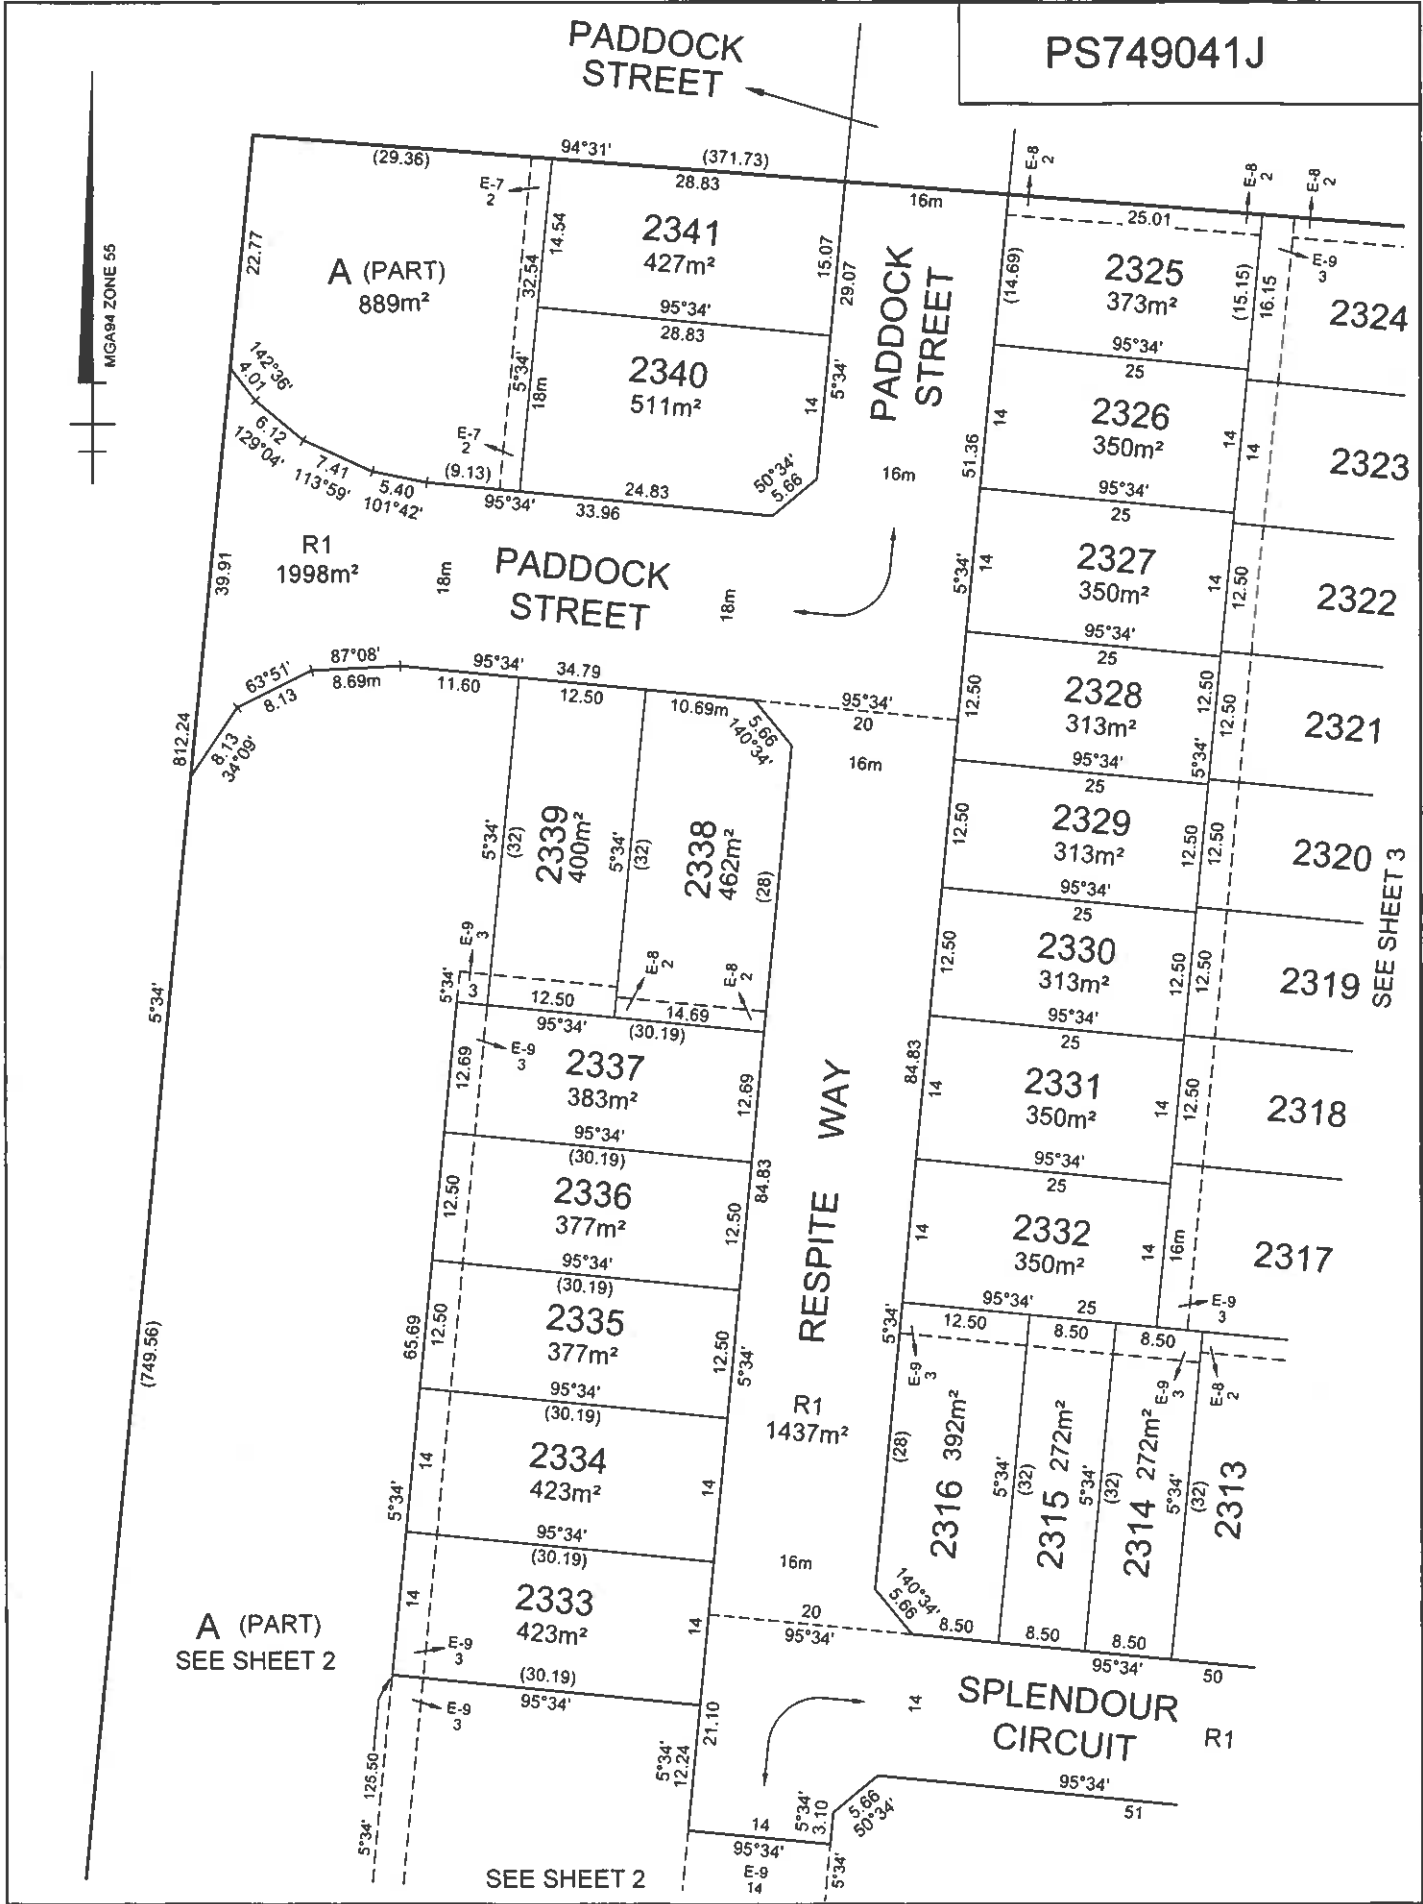 PS749041J
PADDOCK
STREET
MGA94 ZONE 55
(29.36)
94°31'
(371.73)
28.83
16m
E-7
2
E-8
2
E-8
2
E-8
2
25.01
22.77
A (PART)
889m²
14.54
32.54
5°34'
18m
2341
427m²
15.07
29.07
95°34'
28.83
2340
511m²
14
5°34'
E-7
2
PADDOCK
STREET
16m
(14.69)
2325
373m²
(15.15)
16.15
E-9
3
2324
95°34'
25
14
2326
350m²
14
14
2323
51.36
95°34'
25
5°34'
14
2327
350m²
14
12.50
2322
95°34'
25
142°36'
4.01
6.12
129°04'
7.41
113°59'
5.40
101°42'
(9.13)
95°34'
24.83
33.96
50°34'
5.66
39.91
R1
1998m²
18m
PADDOCK
STREET
18m
812.24
8.13
34°09'
63°51'
8.13
87°08'
8.69m
95°34'
34.79
11.60
12.50
10.69m
5.66
140°34'
95°34'
20
16m
12.50
2328
313m²
12.50
12.50
5°34'
2321
95°34'
25
5°34'
(32)
2339
400m²
5°34'
(32)
2338
462m²
(28)
12.50
2329
313m²
12.50
12.50
2320
95°34'
25
SEE SHEET 3
E-9
3
E-8
2
E-8
2
12.50
2330
313m²
12.50
12.50
2319
95°34'
25
5°34'
5°34'
3
12.50
14.69
95°34'
(30.19)
12.69
E-9
3
2337
383m²
12.69
84.83
14
2331
350m²
14
12.50
2318
95°34'
25
95°34'
(30.19)
12.50
2336
377m²
12.50
84.83
RESPITE WAY
14
2332
350m²
14
16m
2317
E-9
3
95°34'
25
95°34'
(30.19)
65.69
12.50
2335
377m²
12.50
5°34'
5°34'
12.50
8.50
8.50
E-9
3
E-9
3
E-8
2
(749.56)
95°34'
(30.19)
R1
1437m²
14
2334
423m²
14
5°34'
(28)
2316 392m²
5°34'
(32)
2315 272m²
5°34'
(32)
2314 272m²
5°34'
(32)
2313
95°34'
(30.19)
16m
14
2333
423m²
14
E-9
3
20
95°34'
140°34'
5.66
8.50
8.50
8.50
95°34'
50
A (PART)
SEE SHEET 2
(30.19)
95°34'
E-9
3
21.10
5°34'
12.24
14
SPLENDOUR
CIRCUIT
R1
125.50
5°34'
14
95°34'
E-9
14
5°34'
3.10
5.66
50°34'
95°34'
51
5°34'
SEE SHEET 2